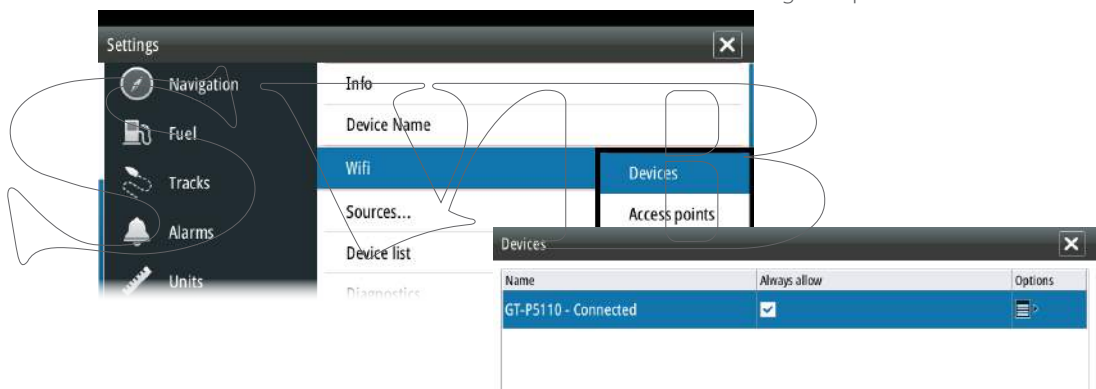 Settings
Navigation
Fuel
Tracks
Alarms
Units
Info
Device Name
Wifi
Sources...
Device list
Diagnostics
Devices
Access points
Devices
Name Always allow Options
GT-P5110 - Connected